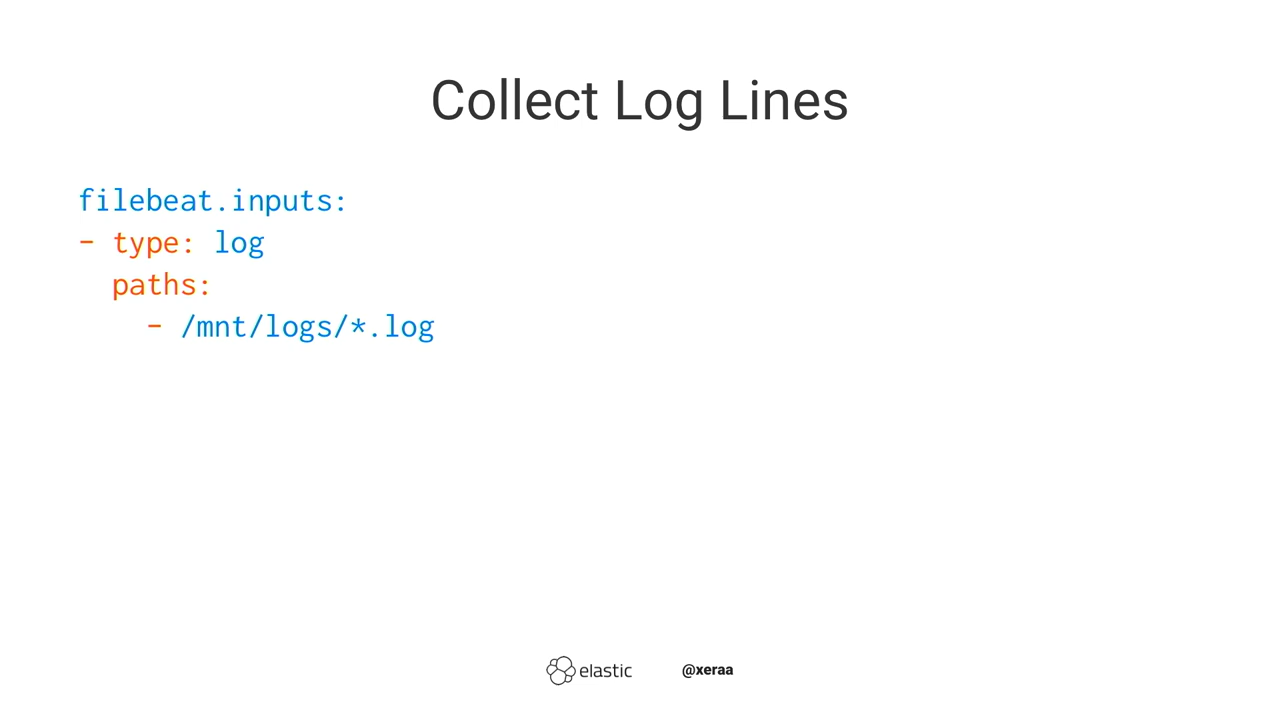 Collect Log Lines
filebeat.inputs:
- type: log
  paths:
    - /mnt/logs/*.log
elastic @xeraa